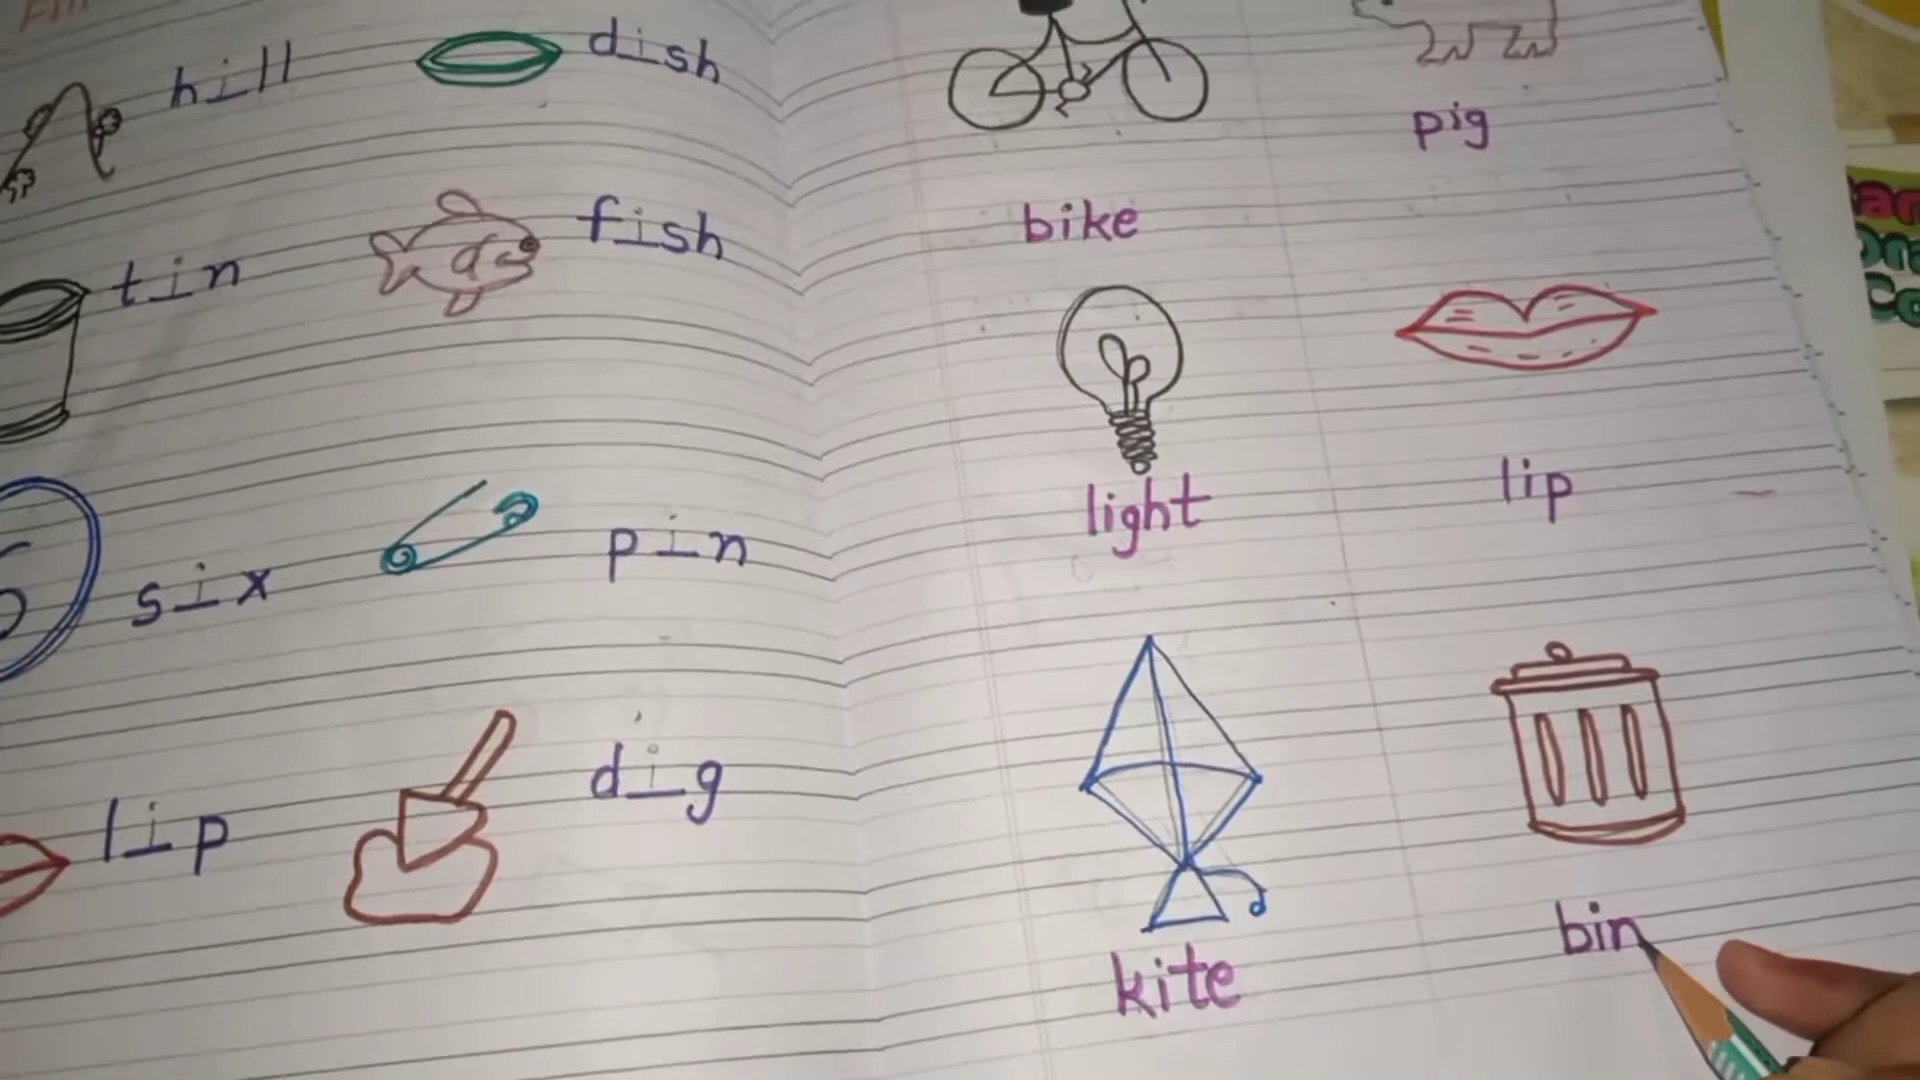 hill dish
tin fish
six pin
lip dig
pig
bike
light lip
kite bin